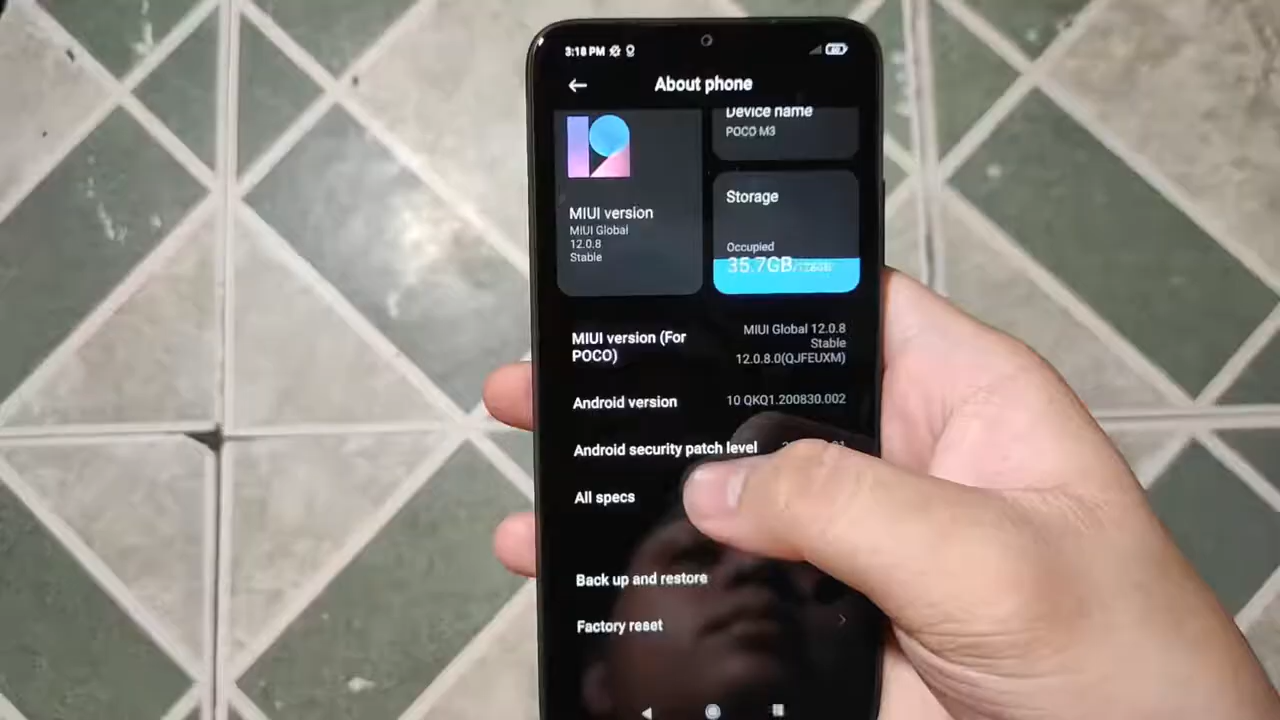 3:18 PM
About phone
Device name
POCO M3
MIUI version
MIUI Global
12.0.8
Stable
Storage
Occupied
35.7GB/128GB
MIUI version (For
POCO)
MIUI Global 12.0.8
Stable
12.0.8.0(QJFEUXM)
Android version
10 QKQ1.200830.002
Android security patch level
All specs
Back up and restore
Factory reset